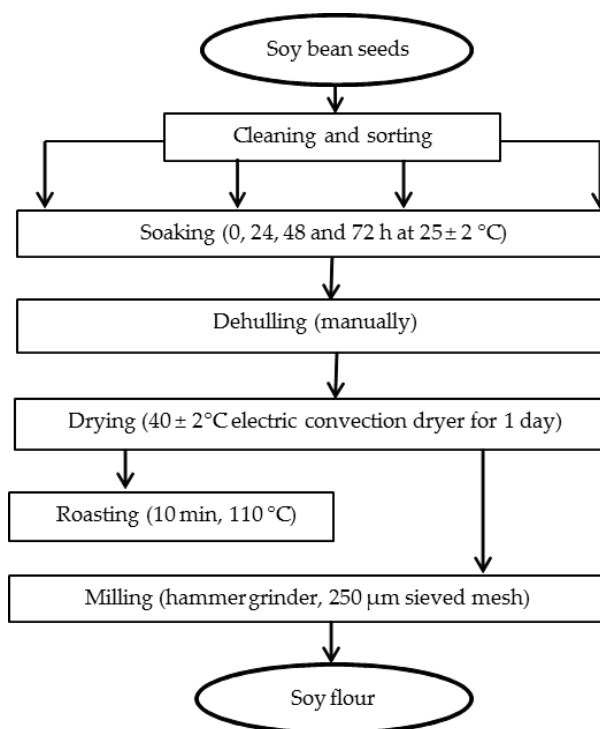 Soy bean seeds
Cleaning and sorting
Soaking (0, 24, 48 and 72 h at 25 ± 2 °C)
Dehulling (manually)
Drying (40 ± 2°C electric convection dryer for 1 day)
Roasting (10 min, 110 °C)
Milling (hammer grinder, 250 µm sieved mesh)
Soy flour